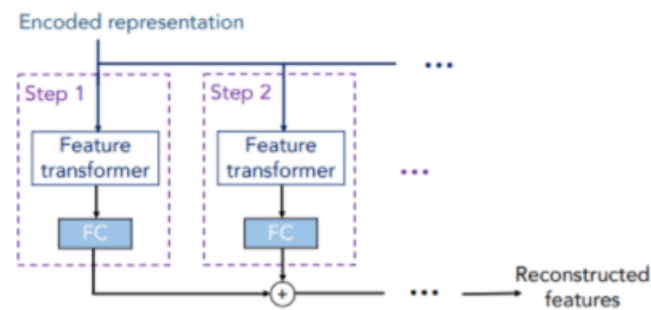 Encoded representation
Step 1
Step 2
Feature
transformer
Feature
transformer
FC
FC
+
Reconstructed
features